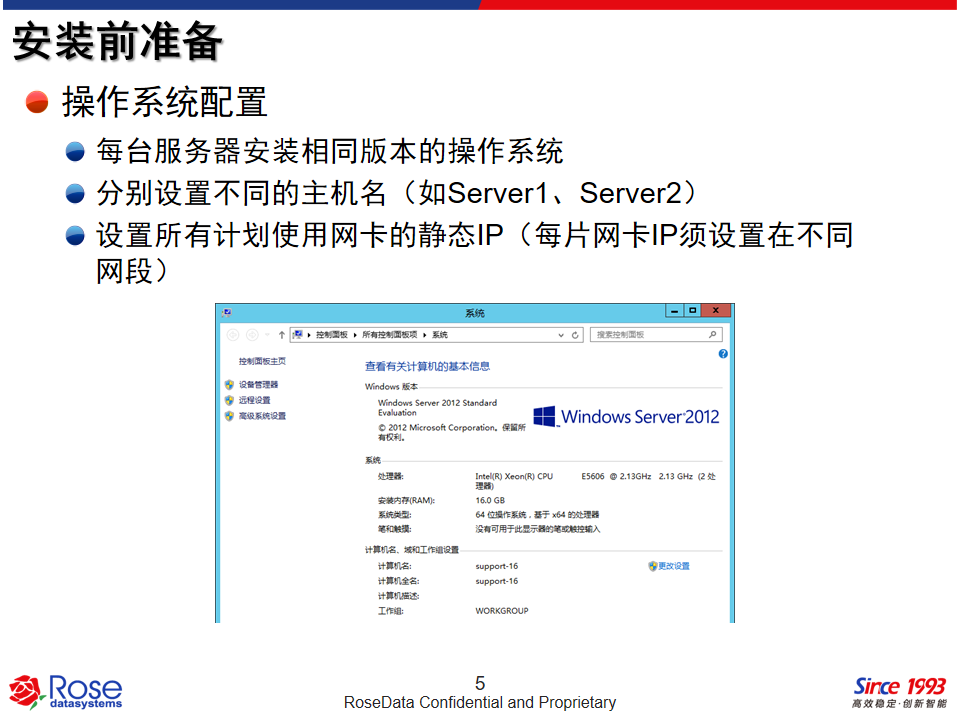 安装前准备
操作系统配置
每台服务器安装相同版本的操作系统
分别设置不同的主机名（如Server1、Server2）
设置所有计划使用网卡的静态IP（每片网卡IP须设置在不同
网段）
系统
控制面板 所有控制面板项 系统
搜索控制面板
控制面板主页
设备管理器
远程设置
高级系统设置
查看有关计算机的基本信息
Windows 版本
Windows Server 2012 Standard
Evaluation
© 2012 Microsoft Corporation。保留所
有权利。
Windows Server 2012
系统
处理器: Intel(R) Xeon(R) CPU E5606 @ 2.13GHz 2.13 GHz (2 处
理器)
安装内存(RAM): 16.0 GB
系统类型: 64 位操作系统，基于 x64 的处理器
笔和触摸: 没有可用于此显示器的笔或触控输入
计算机名、域和工作组设置
计算机名: support-16
更改设置
计算机全名: support-16
计算机描述:
工作组: WORKGROUP
Rose
datasystems
5
RoseData Confidential and Proprietary
Since 1993
高效稳定·创新智能